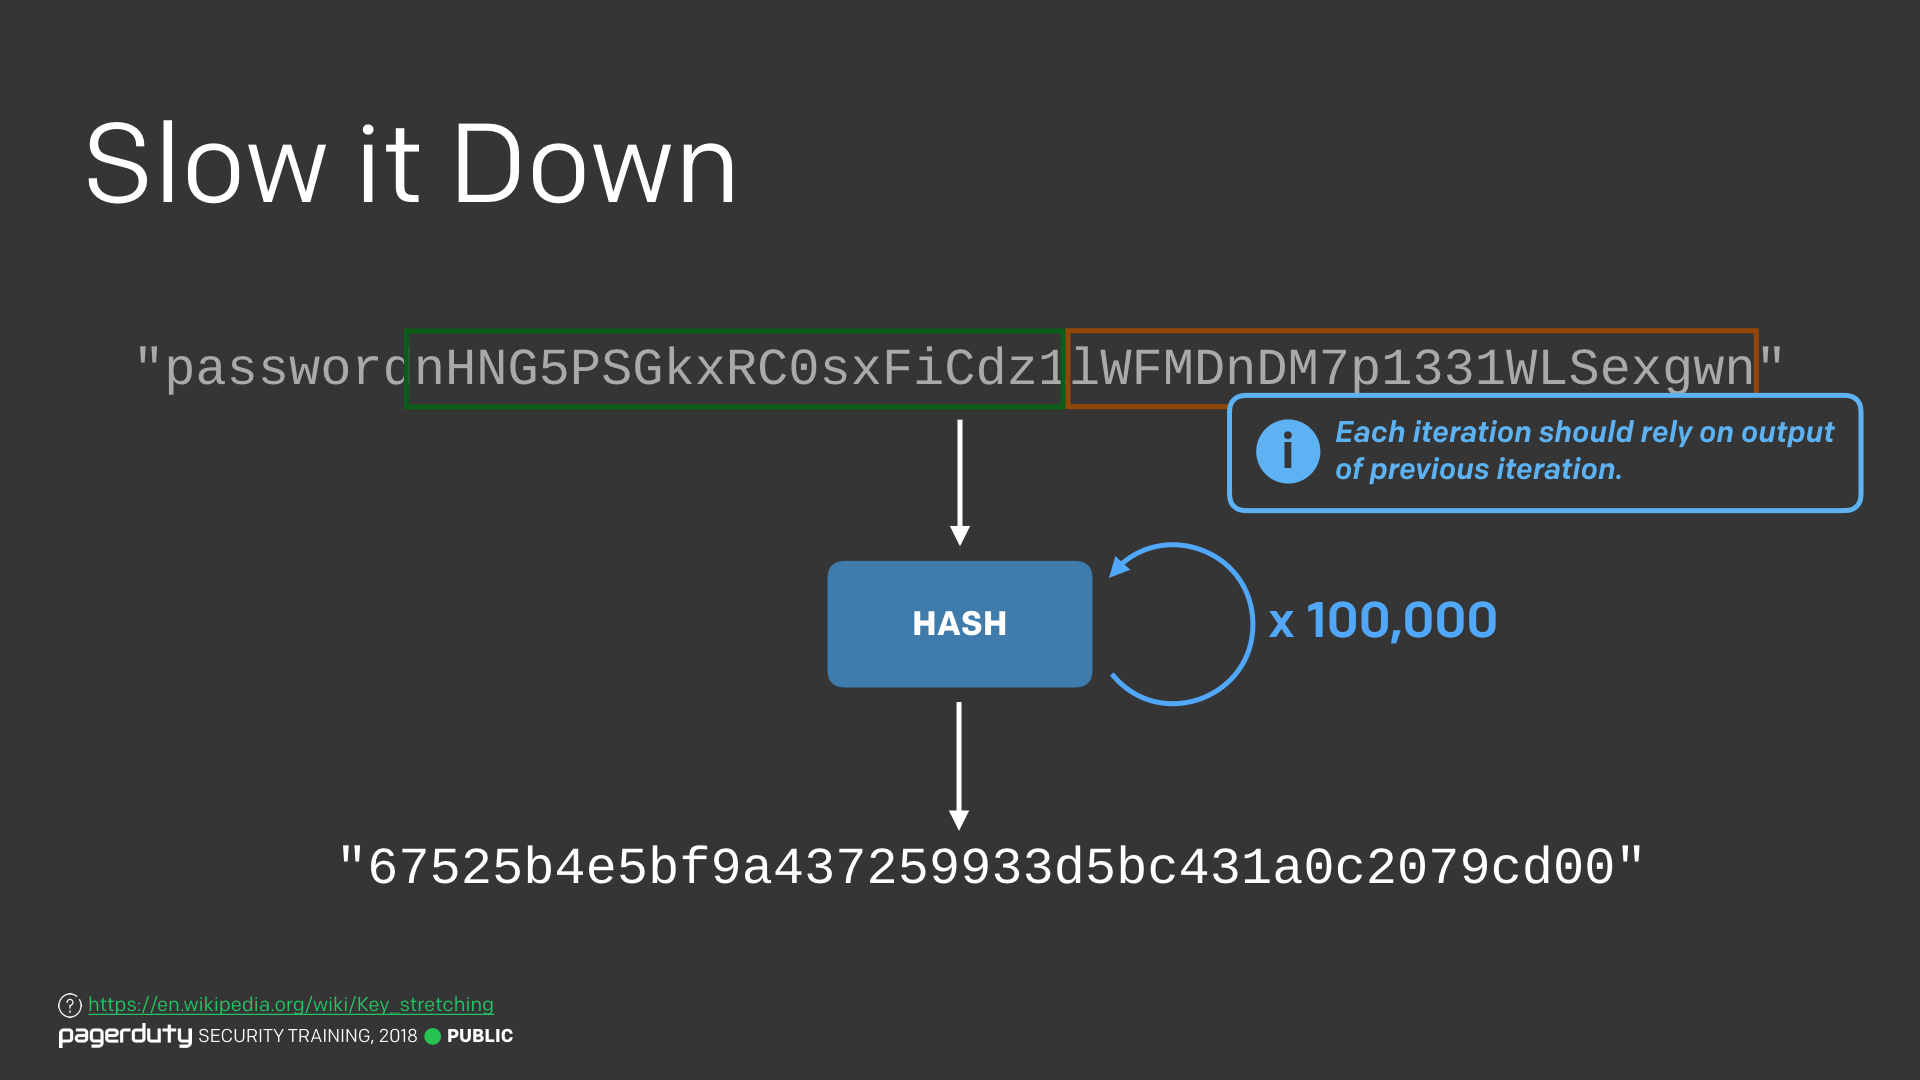 Slow it Down
"passwordnHNG5PSGkxRC0sxFiCdz1lWFMDnDM7p1331WLSexgwn"
i
Each iteration should rely on output
of previous iteration.
HASH
x 100,000
"67525b4e5bf9a437259933d5bc431a0c2079cd00"
? https://en.wikipedia.org/wiki/Key_stretching
pagerduty SECURITY TRAINING, 2018 PUBLIC